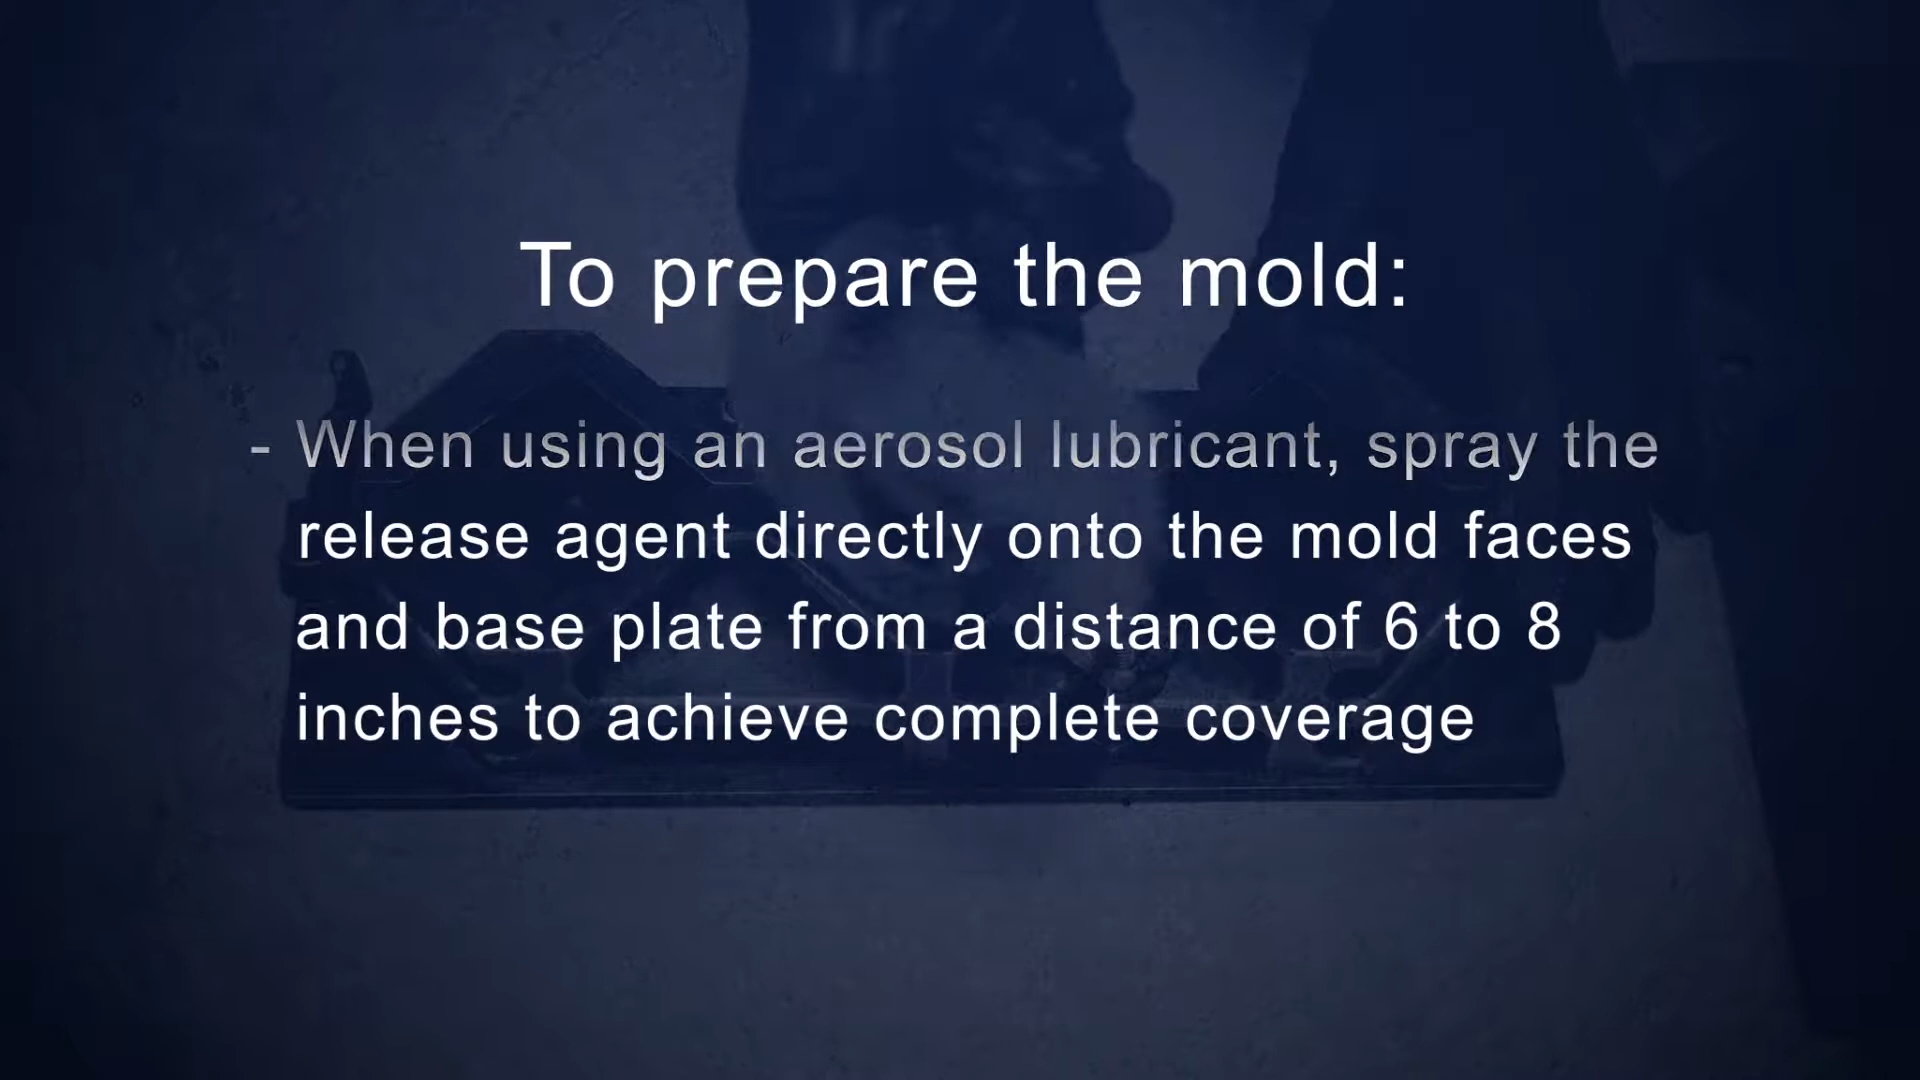 To prepare the mold:
- When using an aerosol lubricant, spray the
release agent directly onto the mold faces
and base plate from a distance of 6 to 8
inches to achieve complete coverage